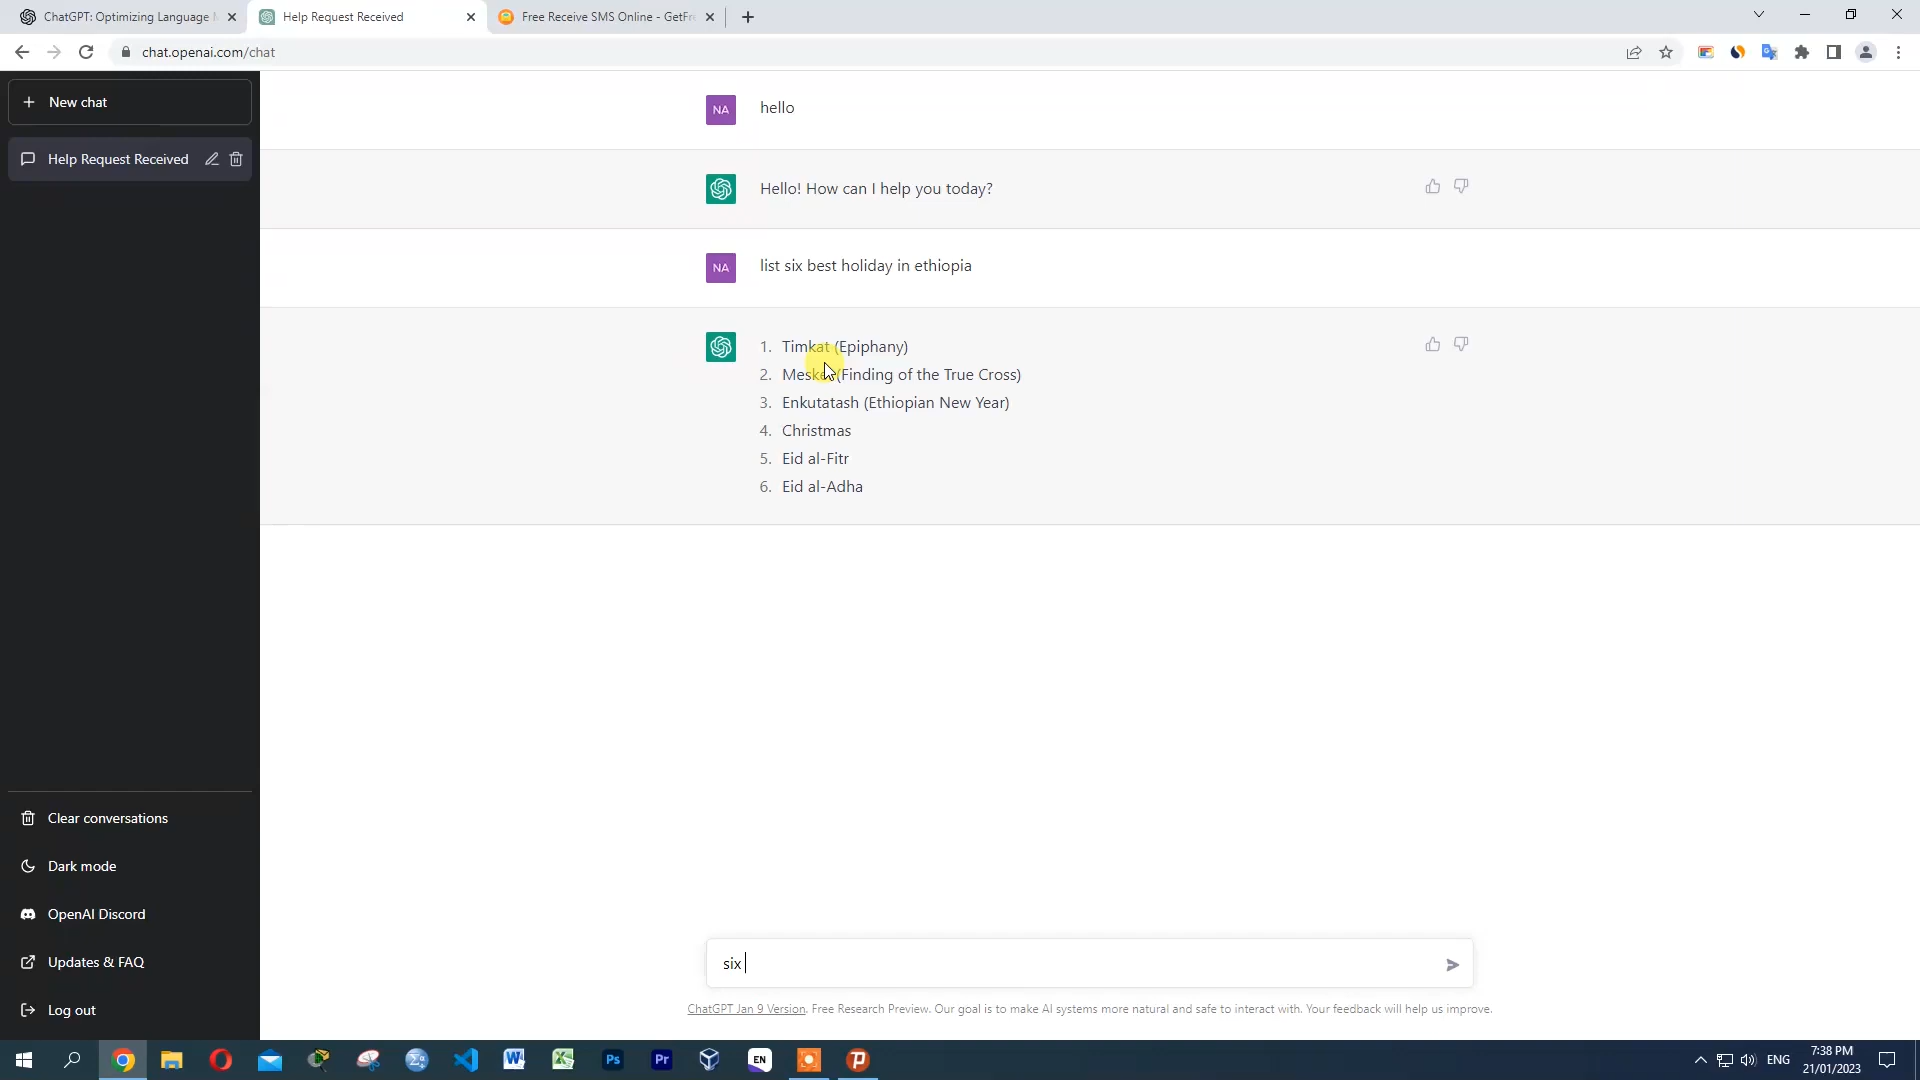 ChatGPT: Optimizing Language
Help Request Received
Free Receive SMS Online - GetFr
chat.openai.com/chat
New chat
Help Request Received
NA
hello
Hello! How can I help you today?
NA
list six best holiday in ethiopia
1. Timkat (Epiphany)
2. Meskel (Finding of the True Cross)
3. Enkutatash (Ethiopian New Year)
4. Christmas
5. Eid al-Fitr
6. Eid al-Adha
Clear conversations
Dark mode
OpenAI Discord
Updates & FAQ
Log out
six
ChatGPT Jan 9 Version. Free Research Preview. Our goal is to make AI systems more natural and safe to interact with. Your feedback will help us improve.
Ps
Pr
EN
ENG
7:38 PM
21/01/2023